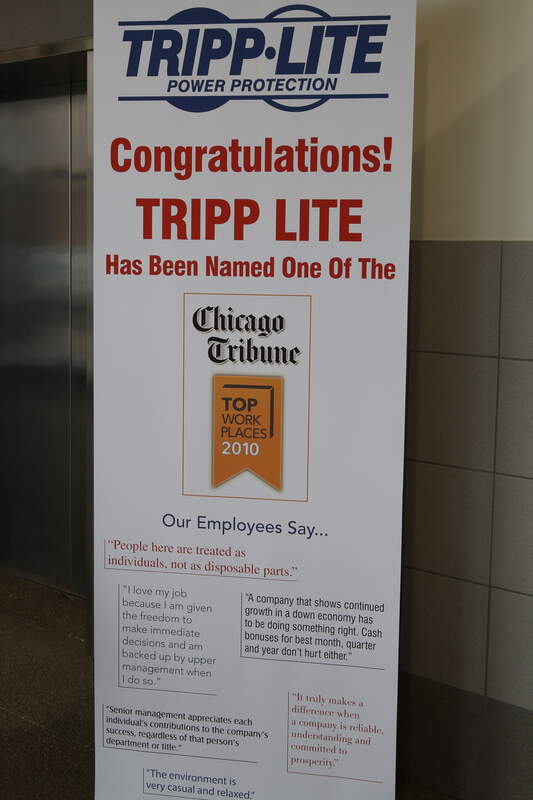 TRIPP·LITE
POWER PROTECTION
Congratulations!
TRIPP LITE
Has Been Named One Of The
Chicago
Tribune
TOP
WORK
PLACES
2010
Our Employees Say...
"People here are treated as
individuals, not as disposable parts."
"I love my job
because I am given
the freedom to
make immediate
decisions and am
backed up by upper
management when
I do so."
"A company that shows continued
growth in a down economy has
to be doing something right. Cash
bonuses for best month, quarter
and year don't hurt either."
"Senior management appreciates each
individual's contributions to the company's
success, regardless of that person's
department or title."
"It truly makes a
difference when
a company is reliable,
understanding and
committed to
prosperity."
"The environment is
very casual and relaxed."